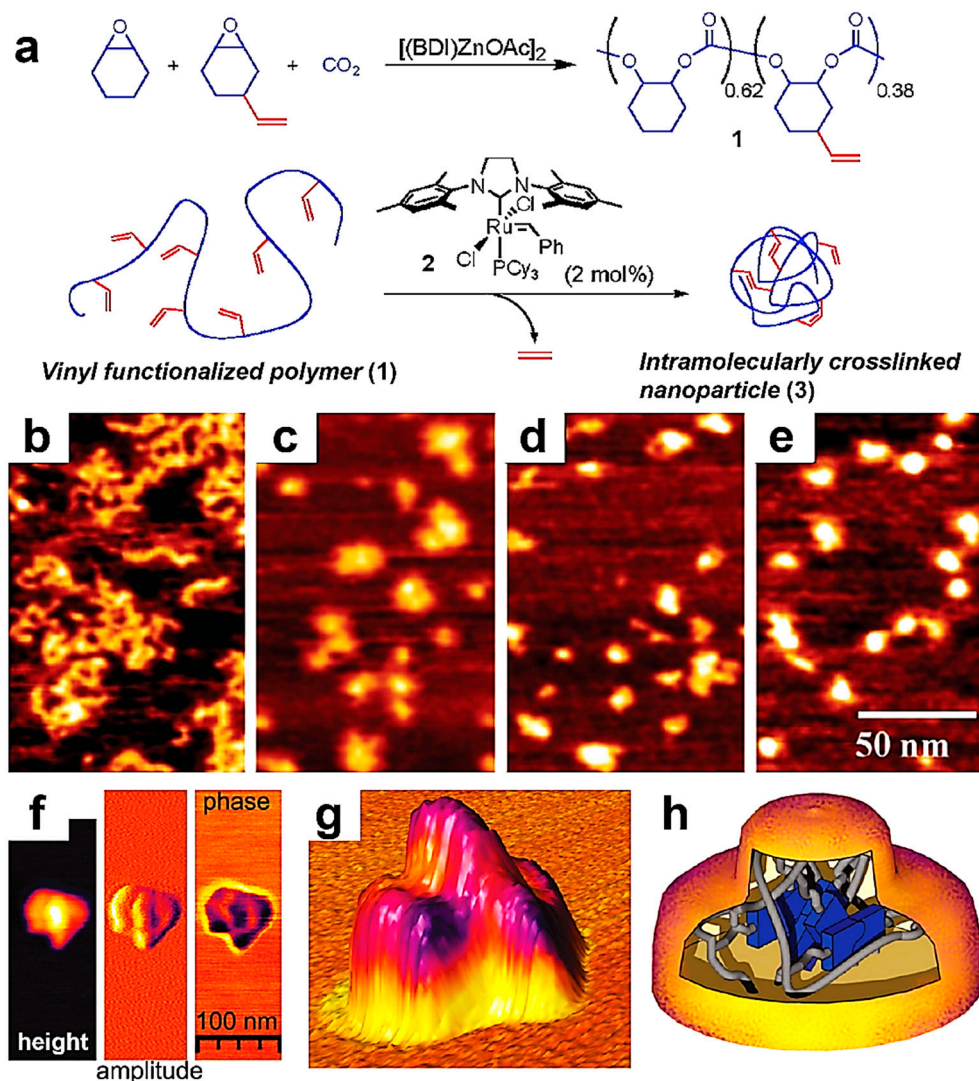 a
O
O
+
+
CO2
[(BDI)ZnOAc]2
O
O
O
0.62
O
O
O
0.38
1
N
N
Cl
Ru
Ph
Cl
2
PCy3
(2 mol%)
Vinyl functionalized polymer (1)
Intramolecularly crosslinked
nanoparticle (3)
b
c
d
e
50 nm
f
height
amplitude
phase
100 nm
g
h